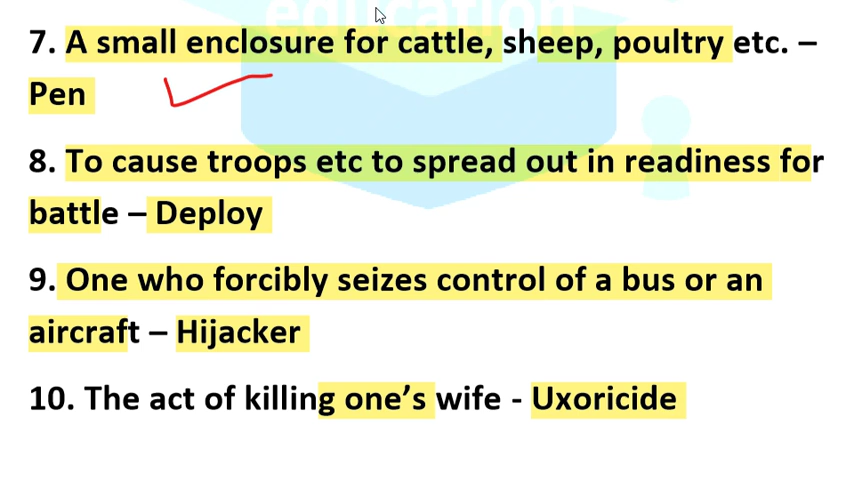 education
7. A small enclosure for cattle, sheep, poultry etc. –
Pen
8. To cause troops etc to spread out in readiness for
battle – Deploy
9. One who forcibly seizes control of a bus or an
aircraft – Hijacker
10. The act of killing one’s wife - Uxoricide